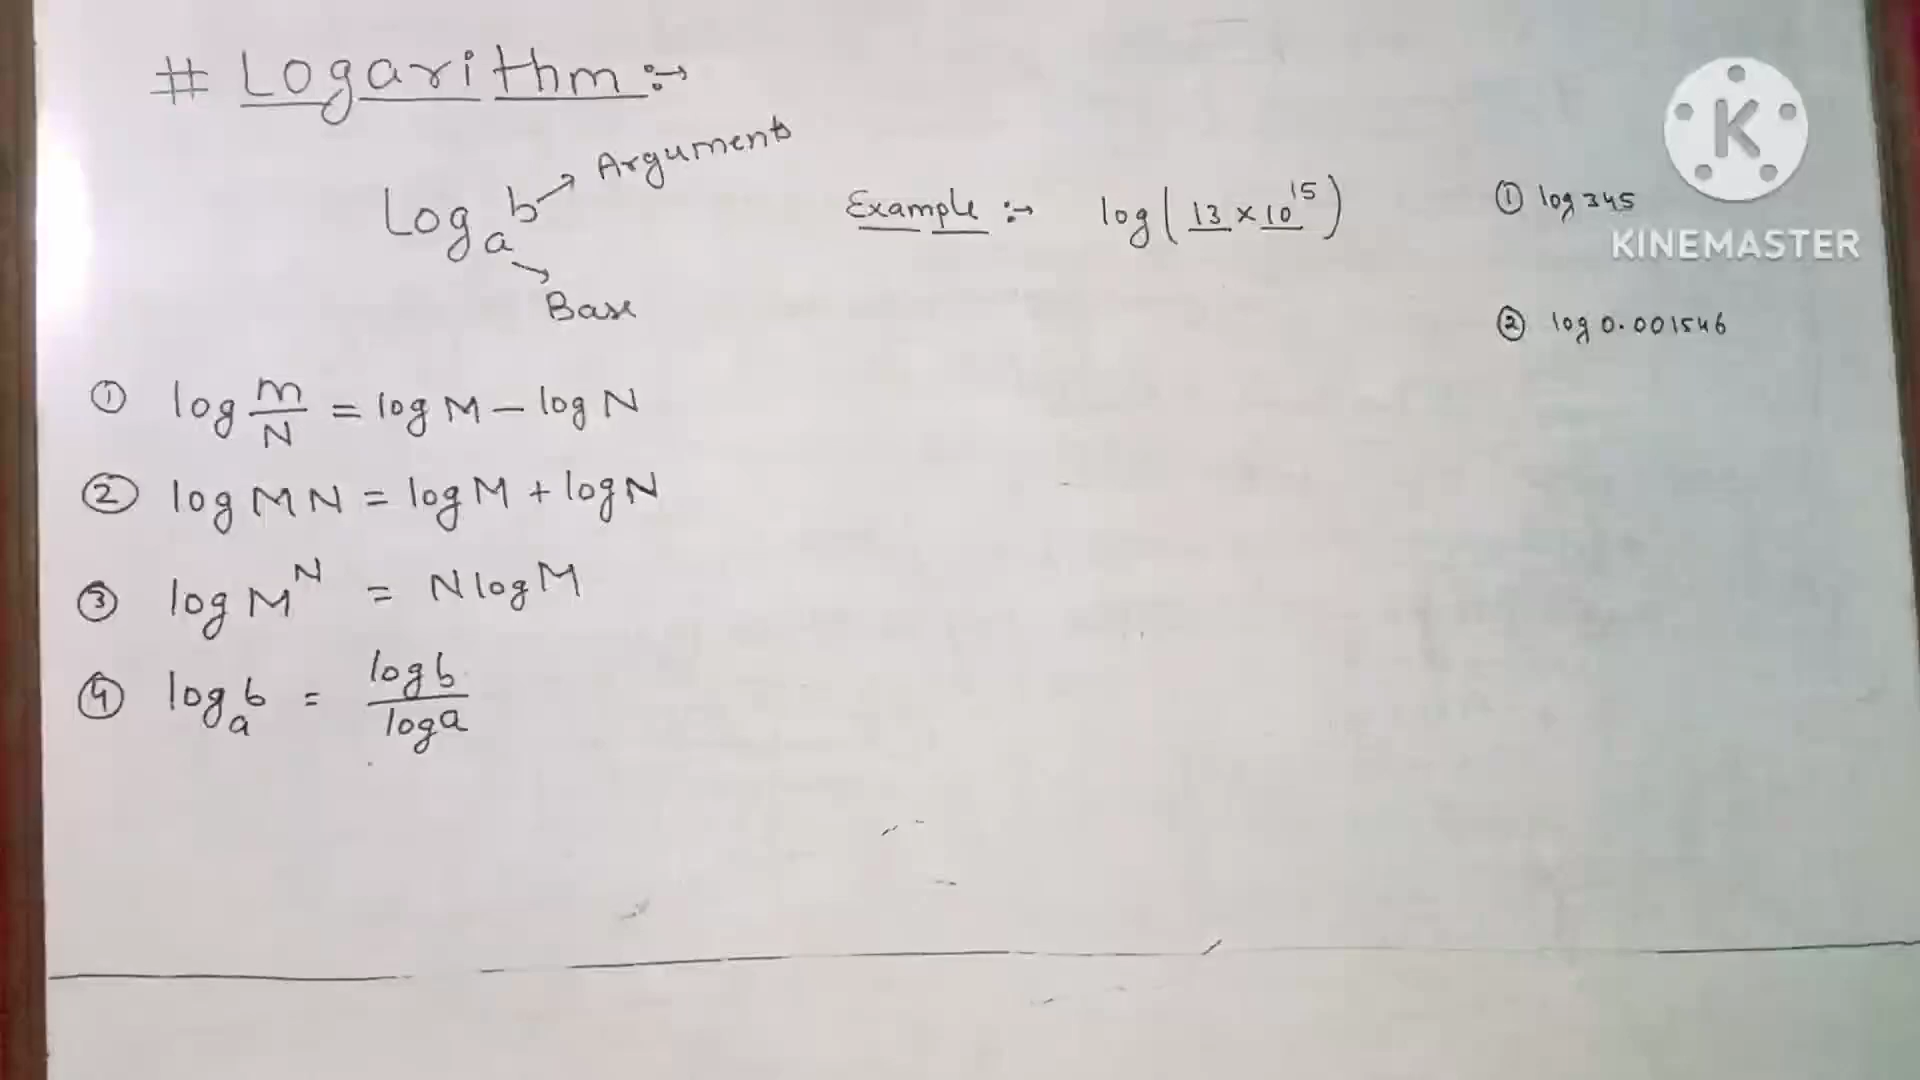 # Logarithm :→
Log_a b → Argument
Base
① log M/N = log M – log N
② log MN = log M + log N
③ log M^N = N log M
④ log_a b = log b / log a
Example :→ log (13 × 10^15)
① log 345
② log 0.001546
K
KINEMASTER